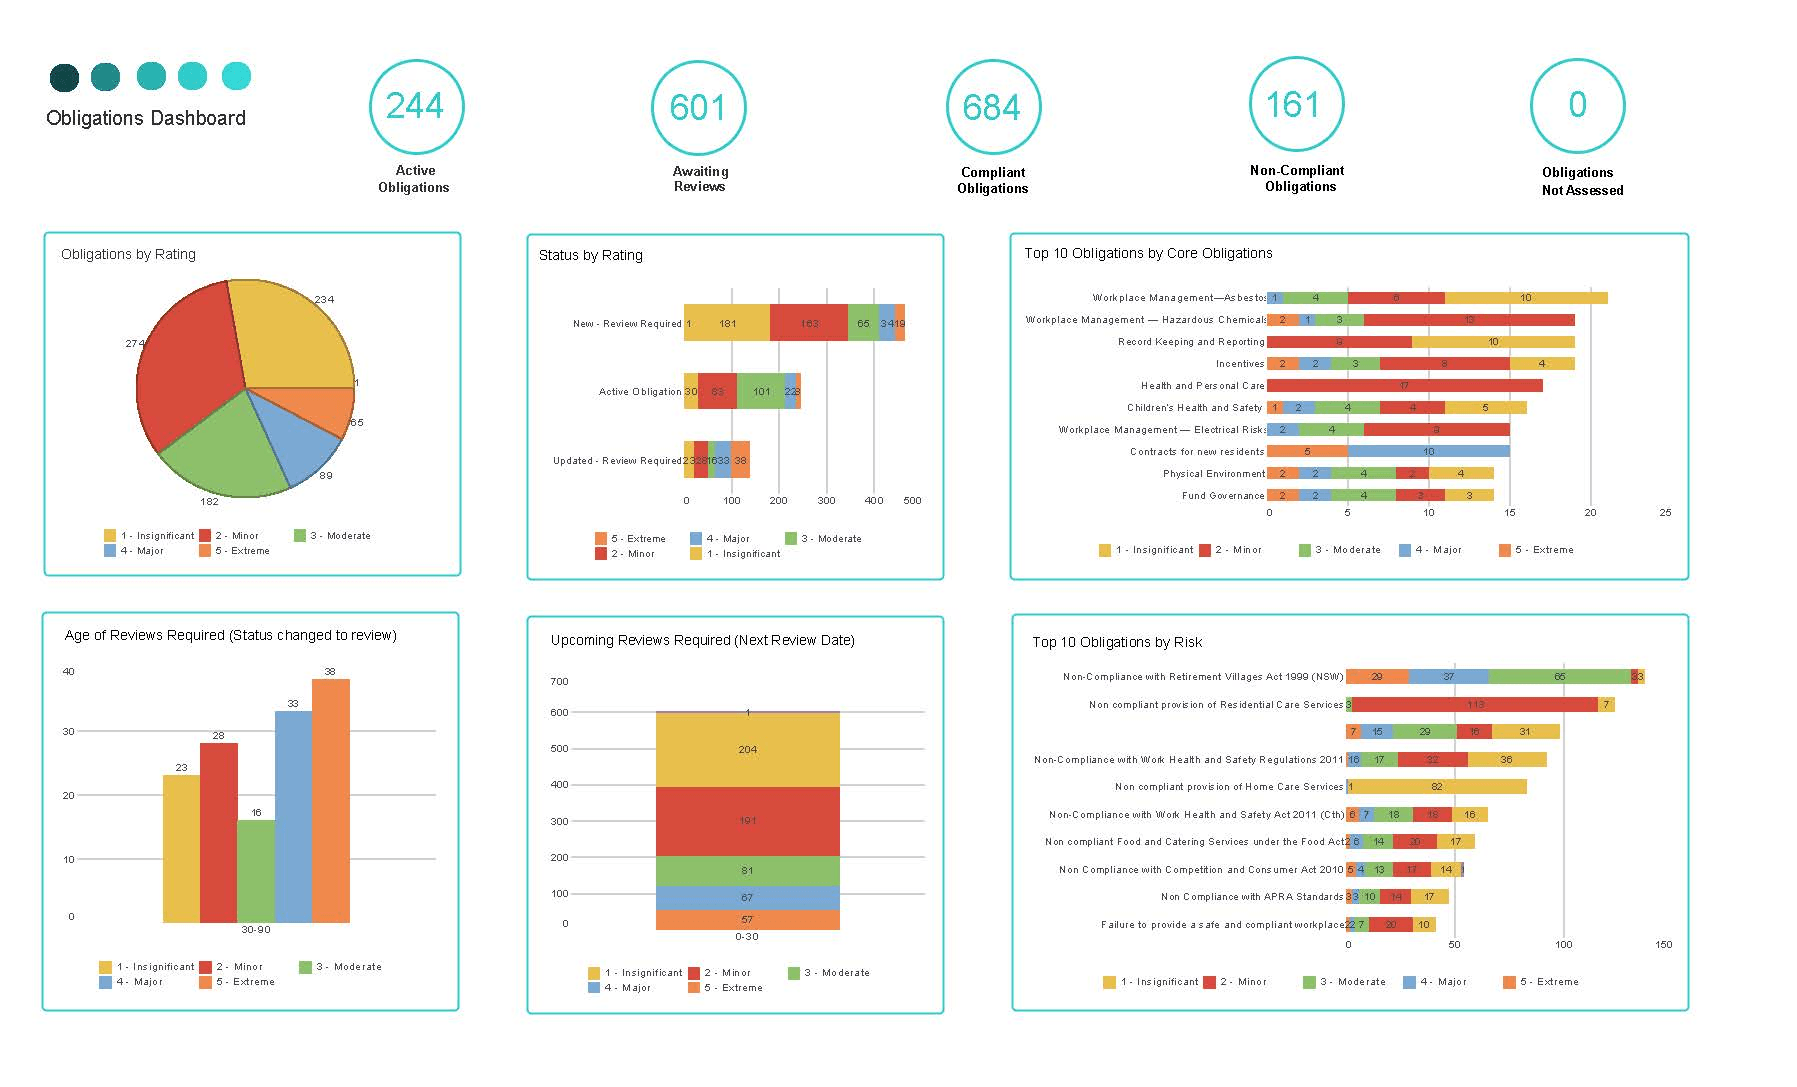 Obligations Dashboard
244
Active
Obligations
601
Awaiting
Reviews
684
Compliant
Obligations
161
Non-Compliant
Obligations
0
Obligations
Not Assessed
Obligations by Rating
234
274
1
65
89
182
1 - Insignificant 2 - Minor 3 - Moderate
4 - Major 5 - Extreme
Status by Rating
New - Review Required 1 181 163 65 34 19
Active Obligation 30 83 101 22 8
Updated - Review Required 23 28 16 33 38
0 100 200 300 400 500
5 - Extreme 4 - Major 3 - Moderate
2 - Minor 1 - Insignificant
Top 10 Obligations by Core Obligations
Workplace Management—Asbestos 1 4 6 10
Workplace Management — Hazardous Chemicals 2 1 3 13
Record Keeping and Reporting 9 10
Incentives 2 2 3 8 4
Health and Personal Care 17
Children's Health and Safety 1 2 4 4 5
Workplace Management — Electrical Risks 2 4 9
Contracts for new residents 5 10
Physical Environment 2 2 4 2 4
Fund Governance 2 2 4 3 3
0 5 10 15 20 25
1 - Insignificant 2 - Minor 3 - Moderate 4 - Major 5 - Extreme
Age of Reviews Required (Status changed to review)
40
30
20
10
0
23 28 16 33 38
30-90
1 - Insignificant 2 - Minor 3 - Moderate
4 - Major 5 - Extreme
Upcoming Reviews Required (Next Review Date)
700
600
500
400
300
200
100
0
1
204
191
81
67
57
0-30
1 - Insignificant 2 - Minor 3 - Moderate
4 - Major 5 - Extreme
Top 10 Obligations by Risk
Non-Compliance with Retirement Villages Act 1999 (NSW) 29 37 65 3 3
Non compliant provision of Residential Care Services 3 113 7
7 15 29 16 31
Non-Compliance with Work Health and Safety Regulations 2011 1 6 17 32 36
Non compliant provision of Home Care Services 1 82
Non-Compliance with Work Health and Safety Act 2011 (Cth) 6 7 18 18 16
Non compliant Food and Catering Services under the Food Act 2 6 14 20 17
Non Compliance with Competition and Consumer Act 2010 5 4 13 17 14 1
Non Compliance with APRA Standards 3 3 10 14 17
Failure to provide a safe and compliant workplace 2 2 7 20 10
0 50 100 150
1 - Insignificant 2 - Minor 3 - Moderate 4 - Major 5 - Extreme